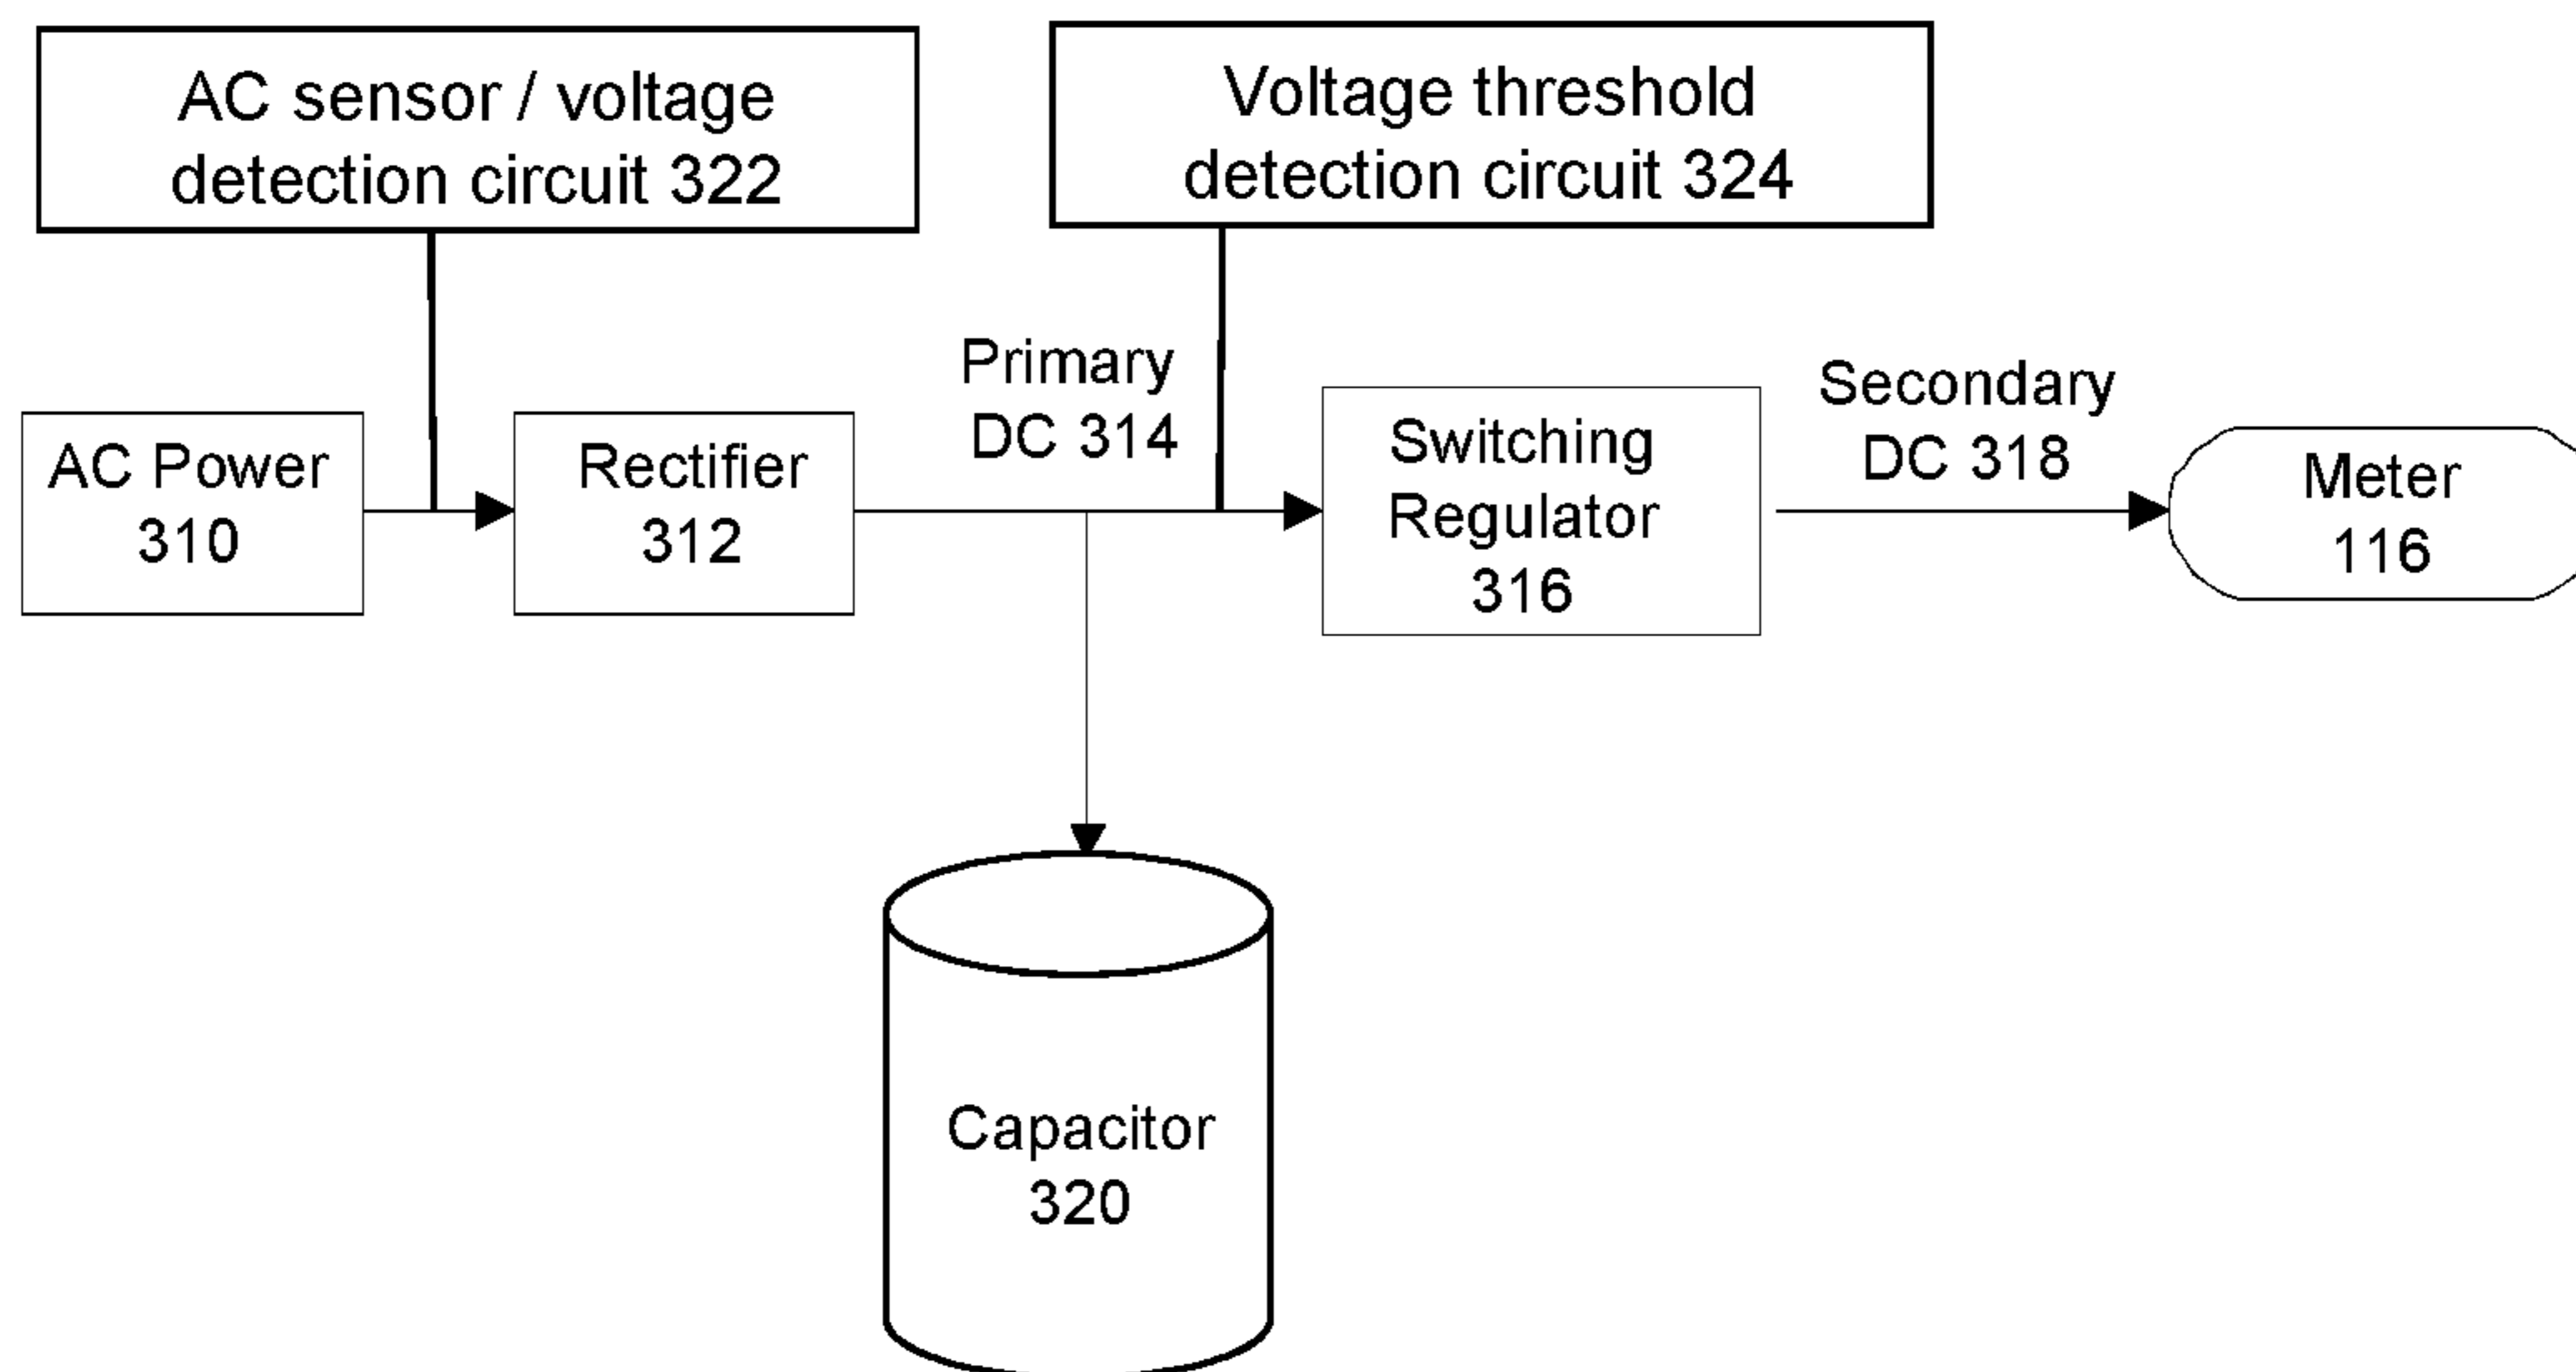 AC sensor / voltage
detection circuit 322
Voltage threshold
detection circuit 324
AC Power
310
Rectifier
312
Primary
DC 314
Switching
Regulator
316
Secondary
DC 318
Meter
116
Capacitor
320